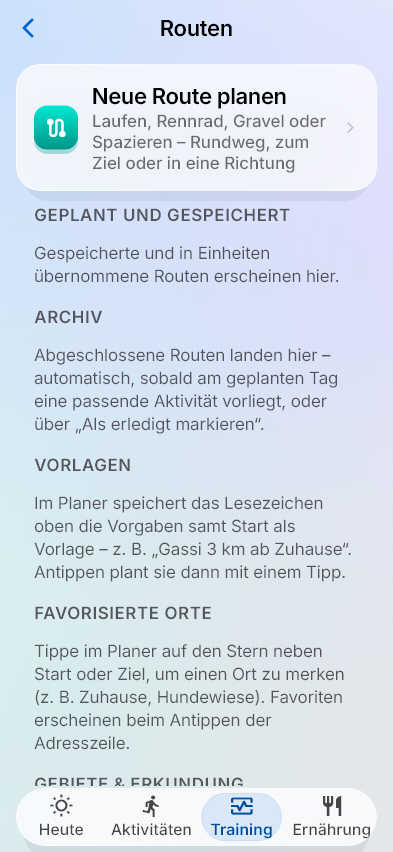 Routen
Neue Route planen
Laufen, Rennrad, Gravel oder
Spazieren – Rundweg, zum
Ziel oder in eine Richtung
GEPLANT UND GESPEICHERT
Gespeicherte und in Einheiten
übernommene Routen erscheinen hier.
ARCHIV
Abgeschlossene Routen landen hier –
automatisch, sobald am geplanten Tag
eine passende Aktivität vorliegt, oder
über „Als erledigt markieren“.
VORLAGEN
Im Planer speichert das Lesezeichen
oben die Vorgaben samt Start als
Vorlage – z. B. „Gassi 3 km ab Zuhause“.
Antippen plant sie dann mit einem Tipp.
FAVORISIERTE ORTE
Tippe im Planer auf den Stern neben
Start oder Ziel, um einen Ort zu merken
(z. B. Zuhause, Hundewiese). Favoriten
erscheinen beim Antippen der
Adresszeile.
GEBIETE & ERKUNDUNG
Heute Aktivitäten Training Ernährung